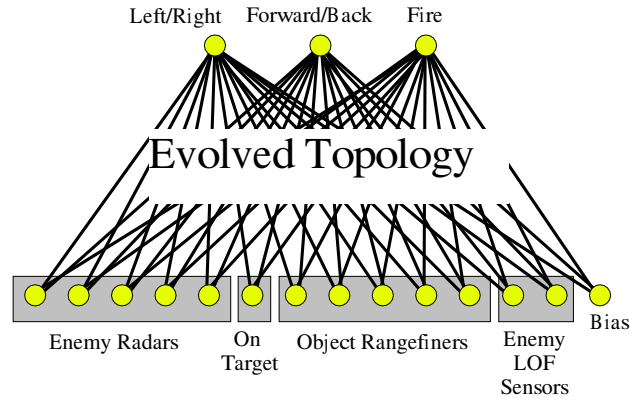 Left/Right Forward/Back Fire
Evolved Topology
Enemy Radars
On
Target
Object Rangefiners
Enemy
LOF
Sensors
Bias